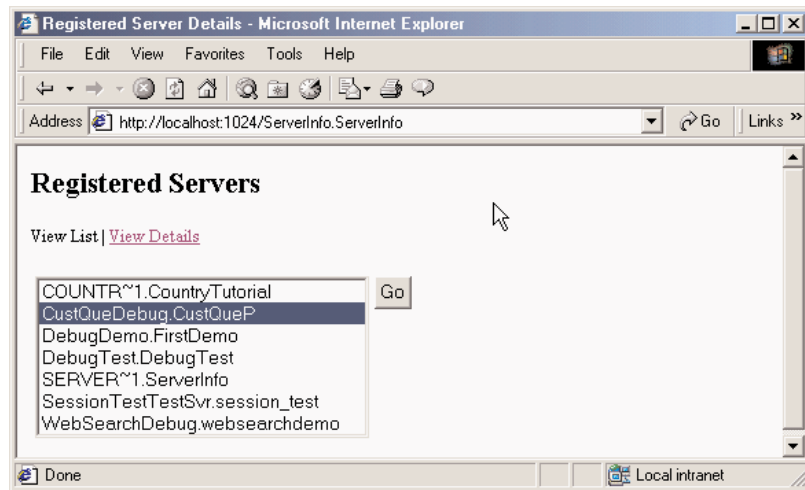 Registered Server Details - Microsoft Internet Explorer
File Edit View Favorites Tools Help
Address http://localhost:1024/ServerInfo.ServerInfo Go Links »
Registered Servers
View List | View Details
COUNTR~1.CountryTutorial Go
CustQueDebug.CustQueP
DebugDemo.FirstDemo
DebugTest.DebugTest
SERVER~1.ServerInfo
SessionTestTestSvr.session_test
WebSearchDebug.websearchdemo
Done Local intranet